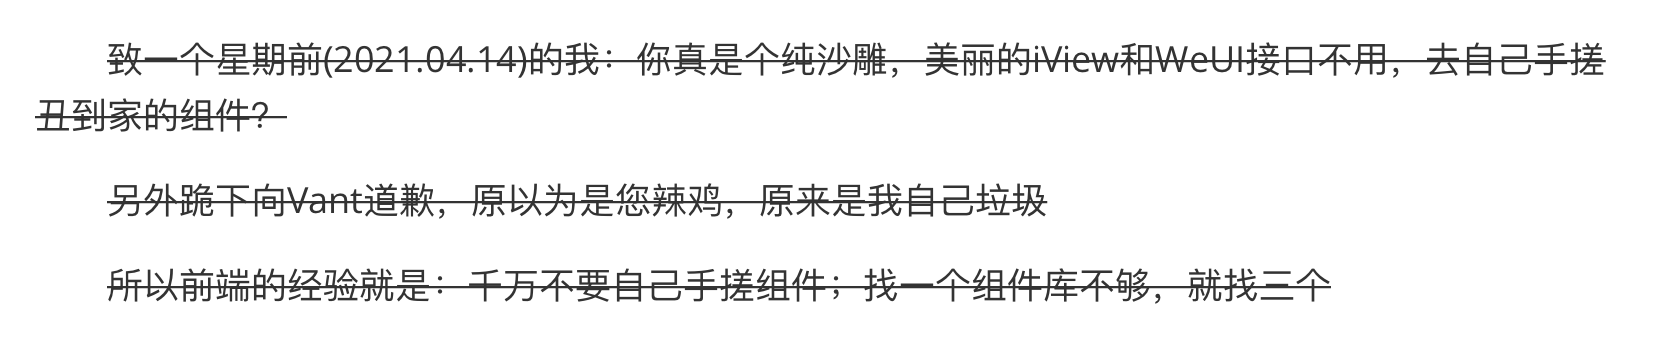 致一个星期前(2021.04.14)的我：你真是个纯沙雕，美丽的iView和WeUI接口不用，去自己手搓
丑到家的组件？
另外跪下向Vant道歉，原以为是您辣鸡，原来是我自己垃圾
所以前端的经验就是：千万不要自己手搓组件；找一个组件库不够，就找三个